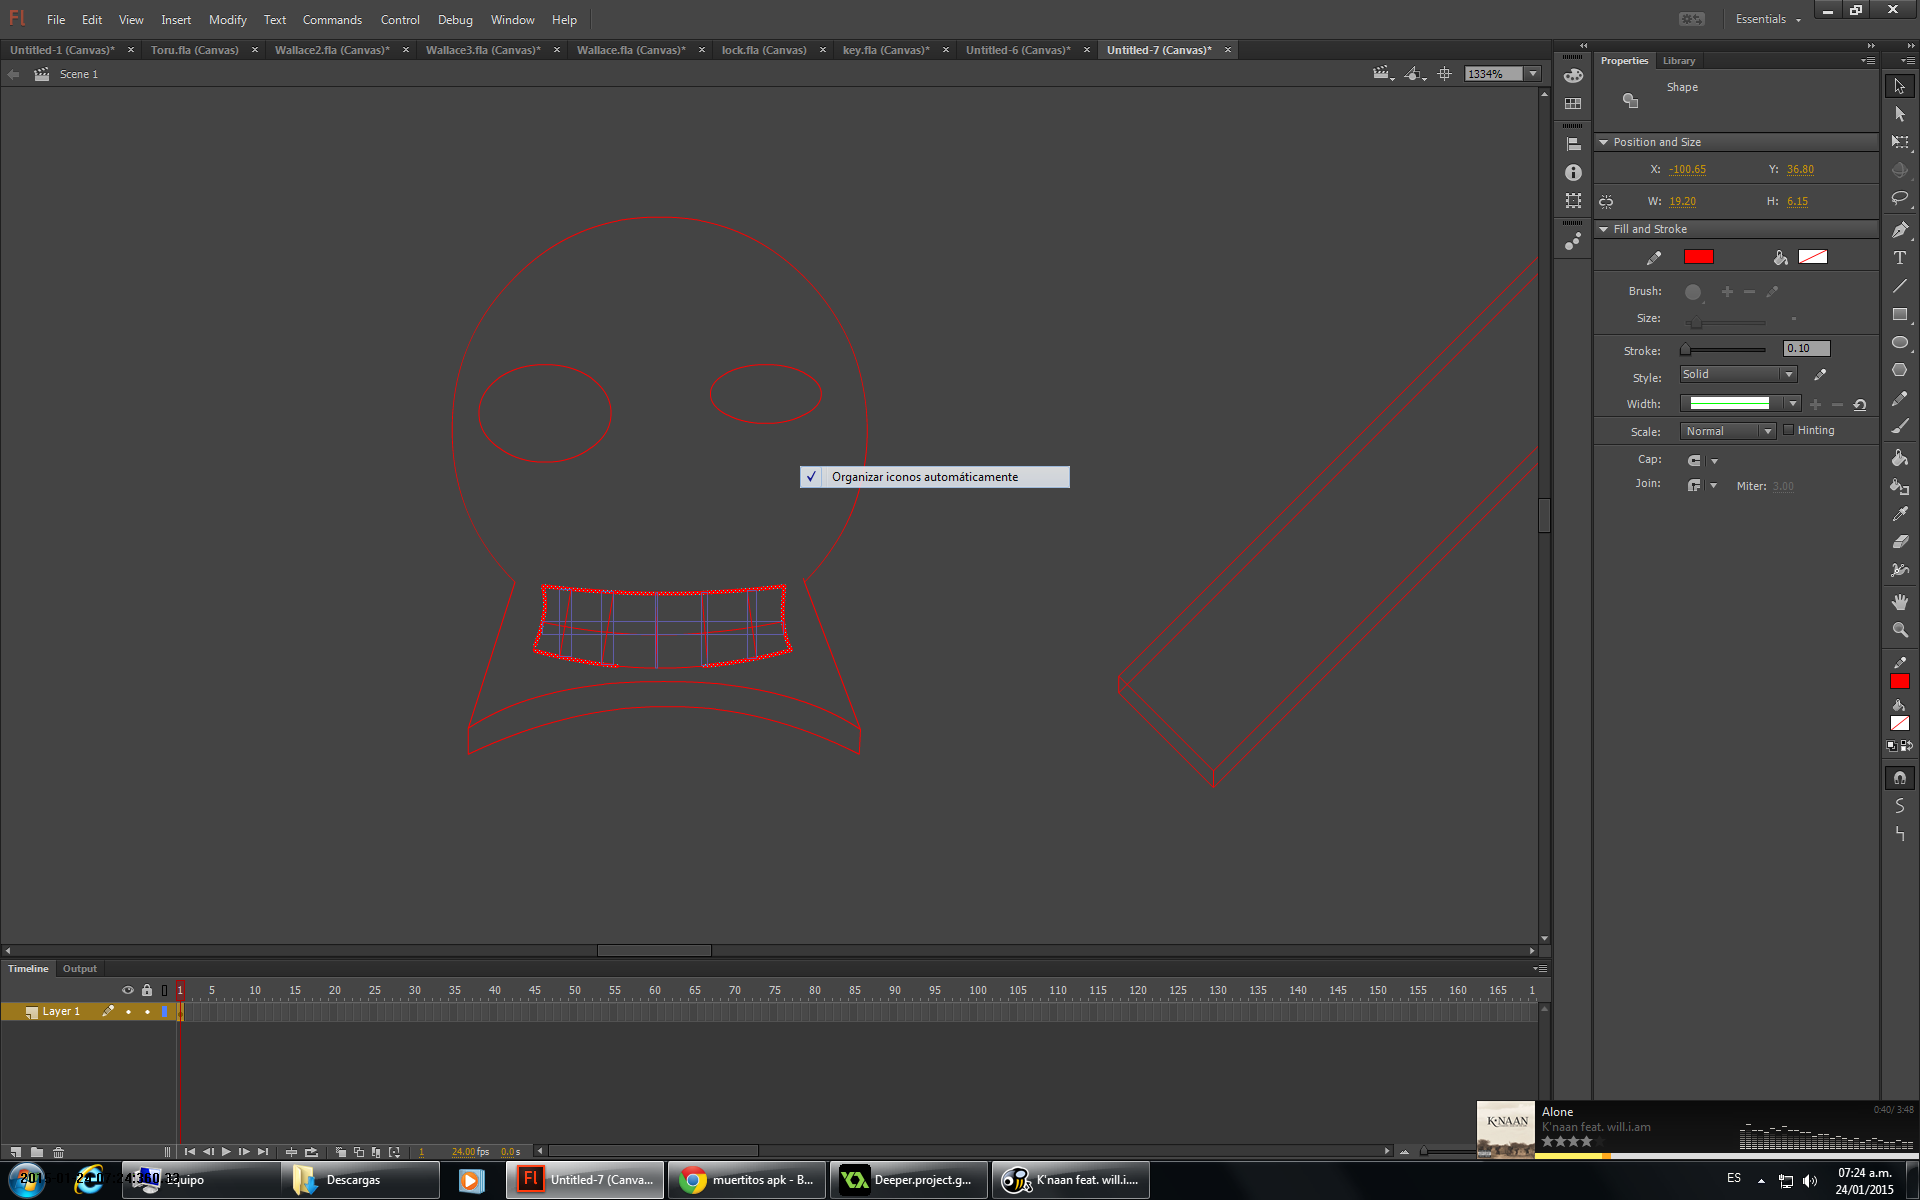 Fl File Edit View Insert Modify Text Commands Control Debug Window Help Essentials
Untitled-1 (Canvas)* Toru.fla (Canvas) Wallace2.fla (Canvas)* Wallace3.fla (Canvas)* Wallace.fla (Canvas)* lock.fla (Canvas) key.fla (Canvas)* Untitled-6 (Canvas)* Untitled-7 (Canvas)*
Scene 1 1334%
Properties Library
Shape
Position and Size
X: -100.65 Y: 36.80
W: 19.20 H: 6.15
Fill and Stroke
Brush:
Size: -
Stroke: 0.10
Style: Solid
Width:
Scale: Normal Hinting
Cap:
Join: Miter: 3.00
✓ Organizar iconos automáticamente
Timeline Output
1 5 10 15 20 25 30 35 40 45 50 55 60 65 70 75 80 85 90 95 100 105 110 115 120 125 130 135 140 145 150 155 160 165 1
Layer 1
1 24.00 fps 0.0 s
Alone 0:40/ 3:48
K'naan feat. will.i.am
K'NAAN
Equipo Descargas Fl Untitled-7 (Canva... muertitos apk - B... Deeper.project.g... K'naan feat. will.i.... ES
07:24 a.m.
24/01/2015